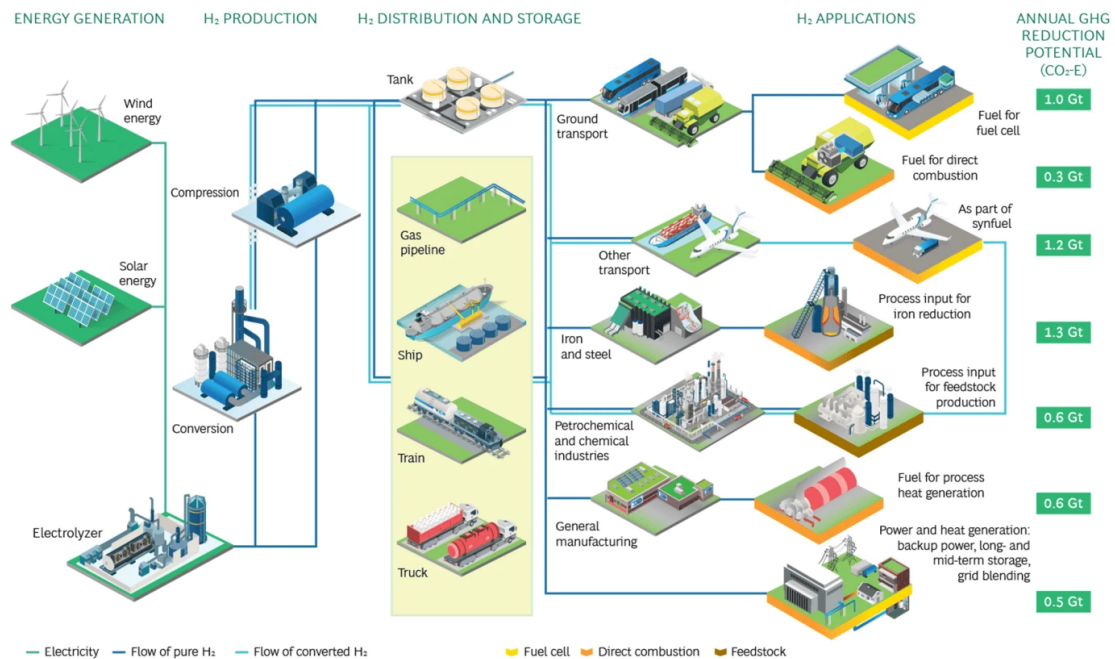 ENERGY GENERATION
H₂ PRODUCTION
H₂ DISTRIBUTION AND STORAGE
H₂ APPLICATIONS
ANNUAL GHG
REDUCTION
POTENTIAL
(CO₂-E)
Wind
energy
Solar
energy
Electrolyzer
Compression
Conversion
Tank
Gas
pipeline
Ship
Train
Truck
Ground
transport
Other
transport
Iron
and steel
Petrochemical and
and chemical
industries
General
manufacturing
Fuel for
fuel cell
1.0 Gt
Fuel for direct
combustion
0.3 Gt
As part of
synfuel
1.2 Gt
Process input for
iron reduction
1.3 Gt
Process input
for feedstock
production
0.6 Gt
Fuel for process
heat generation
0.6 Gt
Power and heat generation:
backup power, long- and
mid-term storage,
grid blending
0.5 Gt
Electricity
Flow of pure H₂
Flow of converted H₂
Fuel cell
Direct combustion
Feedstock